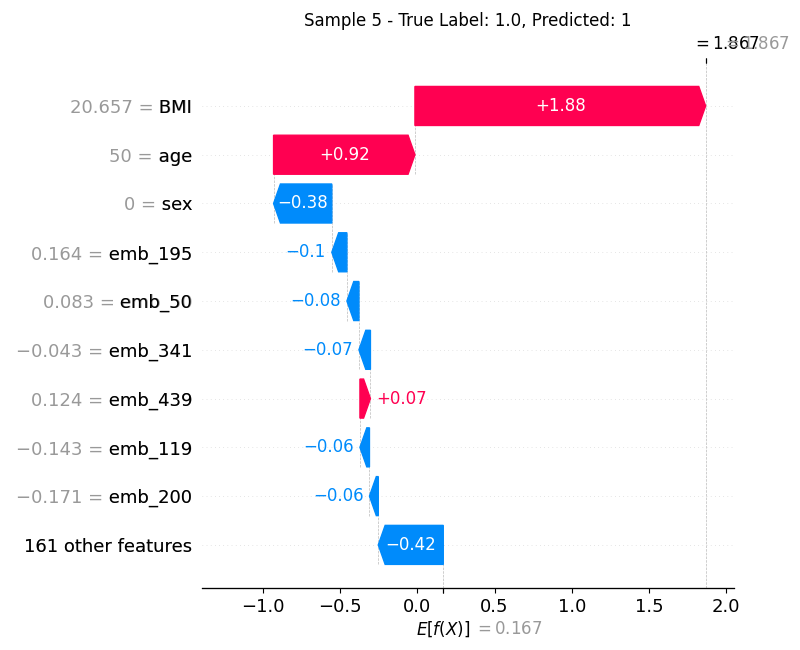 Sample 5 - True Label: 1.0, Predicted: 1
= 1.867
20.657 = BMI
+1.88
50 = age
+0.92
0 = sex
−0.38
0.164 = emb_195
−0.1
0.083 = emb_50
−0.08
−0.043 = emb_341
−0.07
0.124 = emb_439
+0.07
−0.143 = emb_119
−0.06
−0.171 = emb_200
−0.06
161 other features
−0.42
−1.0 −0.5 0.0 0.5 1.0 1.5 2.0
E[f(X)] = 0.167